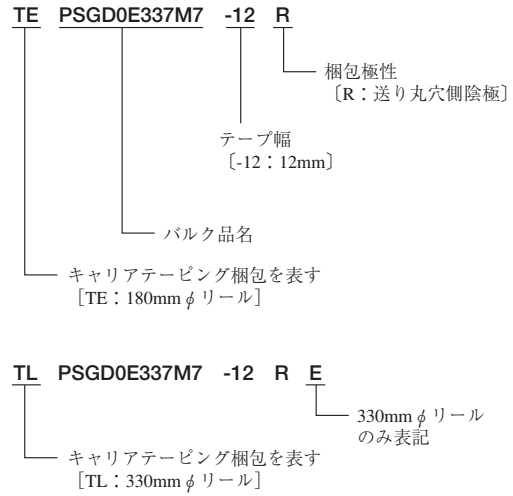 TE PSGD0E337M7 -12 R
梱包極性
〔R：送り丸穴側陰極〕
テープ幅
〔-12：12mm〕
バルク品名
キャリアテーピング梱包を表す
［TE：180mmφリール］
TL PSGD0E337M7 -12 R E
330mmφリール
のみ表記
キャリアテーピング梱包を表す
［TL：330mmφリール］